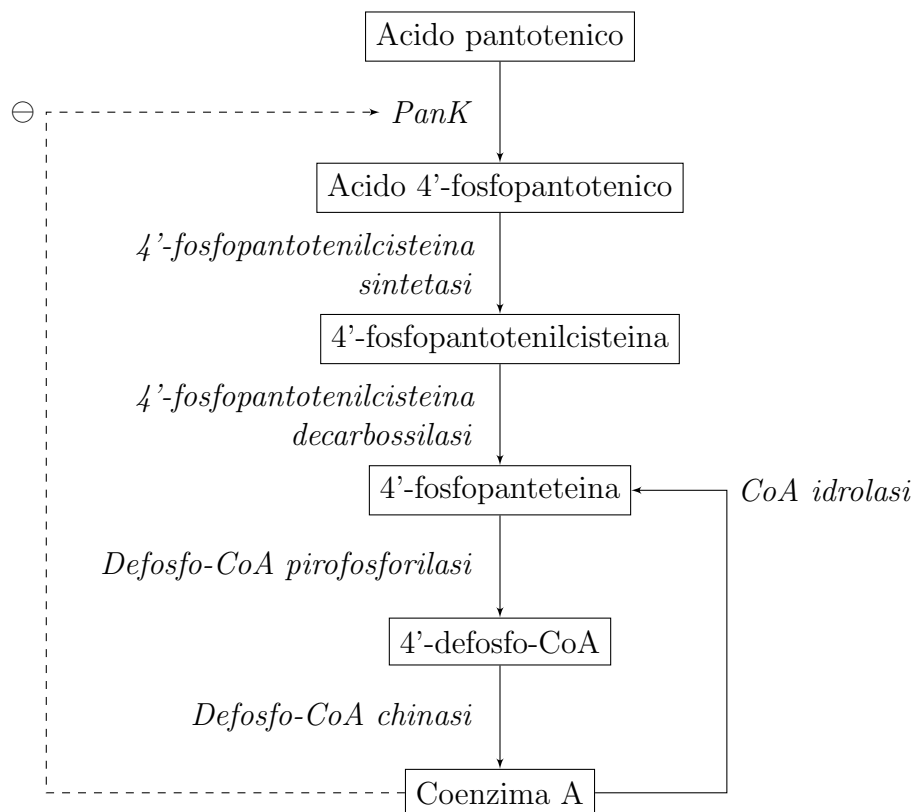 Acido pantotenico
⊖
PanK
Acido 4'-fosfopantotenico
4'-fosfopantotenilcisteina
sintetasi
4'-fosfopantotenilcisteina
4'-fosfopantotenilcisteina
decarbossilasi
4'-fosfopanteteina
CoA idrolasi
Defosfo-CoA pirofosforilasi
4'-defosfo-CoA
Defosfo-CoA chinasi
Coenzima A